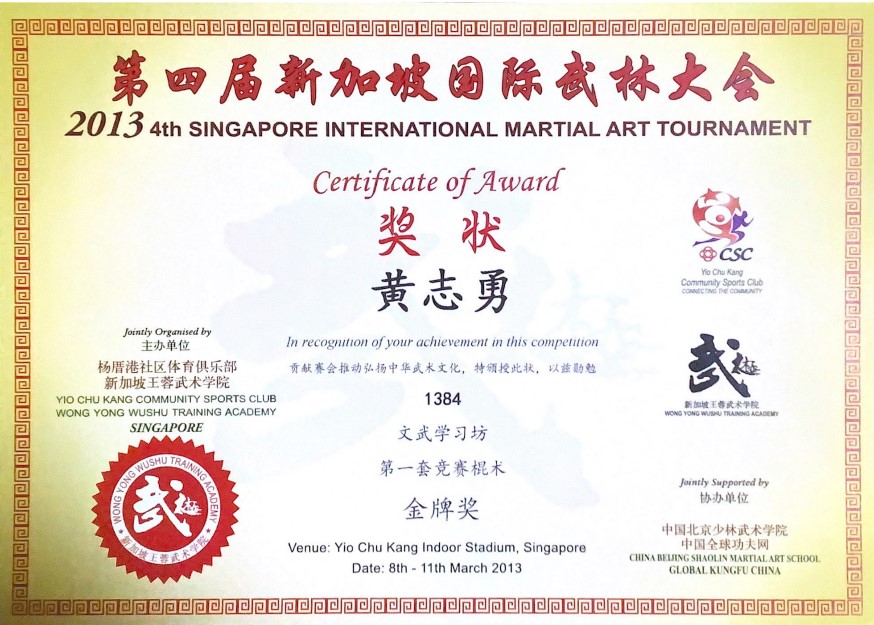 第四届新加坡国际武林大会
2013 4th SINGAPORE INTERNATIONAL MARTIAL ART TOURNAMENT
Certificate of Award
奖 状
黄志勇
In recognition of your achievement in this competition
贡献赛会推动弘扬中华武术文化，特颁授此状，以兹勋勉
1384
文武学习坊
第一套竞赛棍术
金牌奖
Venue: Yio Chu Kang Indoor Stadium, Singapore
Date: 8th - 11th March 2013
Jointly Organised by
主办单位
杨厝港社区体育俱乐部
新加坡王蓉武术学院
YIO CHU KANG COMMUNITY SPORTS CLUB
WONG YONG WUSHU TRAINING ACADEMY
SINGAPORE
WONG YONG WUSHU TRAINING ACADEMY
武極
新加坡王蓉武术学院
CSC
Yio Chu Kang
Community Sports Club
CONNECTING THE COMMUNITY
武極
新加坡王蓉武术学院
WONG YONG WUSHU TRAINING ACADEMY
Jointly Supported by
协办单位
中国北京少林武术学院
中国全球功夫网
CHINA BEIJING SHAOLIN MARTIAL ART SCHOOL
GLOBAL KUNGFU CHINA